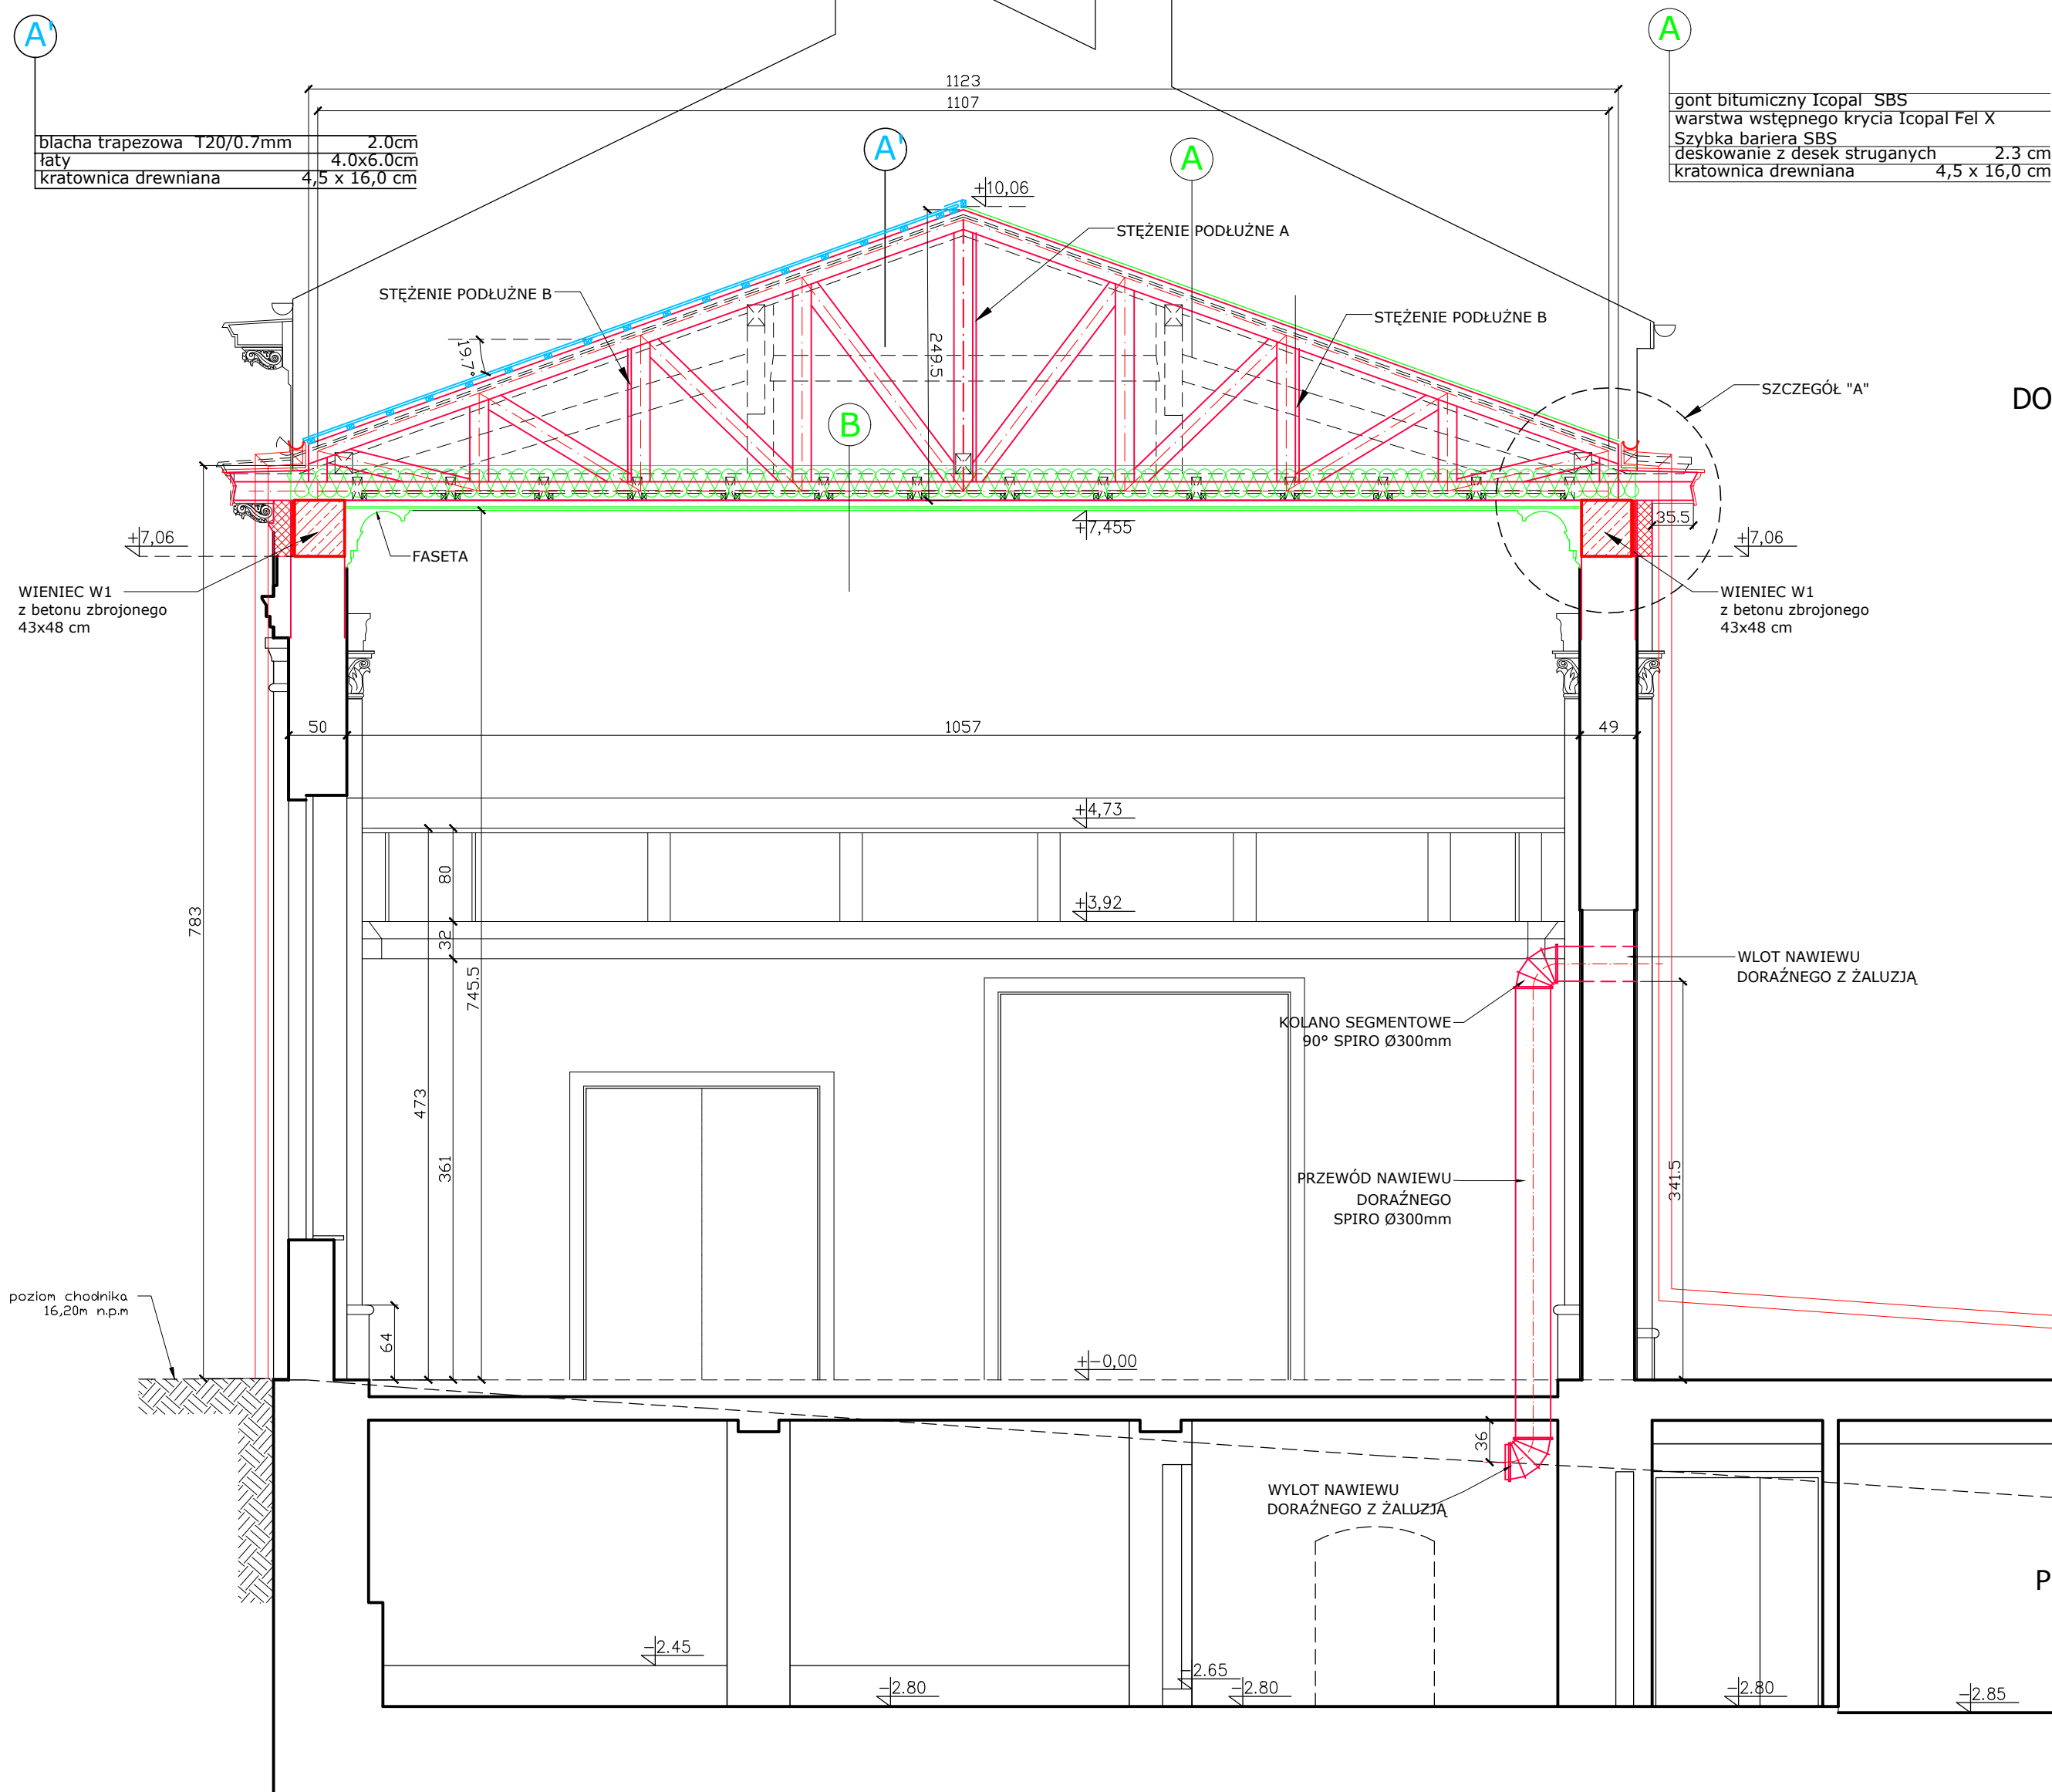 A'
A
1123
1107
gont bitumiczny Icopal SBS
warstwa wstępnego krycia Icopal Fel X
Szybka bariera SBS
deskowanie z desek struganych 2.3 cm
kratownica drewniana 4,5 x 16,0 cm
blacha trapezowa T20/0.7mm 2.0cm
łaty 4.0x6.0cm
kratownica drewniana 4,5 x 16,0 cm
A'
A
+10,06
STĘŻENIE PODŁUŻNE A
STĘŻENIE PODŁUŻNE B
STĘŻENIE PODŁUŻNE B
19.7°
249.5
SZCZEGÓŁ "A"
DO
B
35.5
+7,455
+7,06
+7,06
FASETA
WIENIEC W1
z betonu zbrojonego
43x48 cm
WIENIEC W1
z betonu zbrojonego
43x48 cm
50
1057
49
+4,73
80
+3,92
783
32
745.5
WLOT NAWIEWU
DORAŹNEGO Z ŻALUZJĄ
KOLANO SEGMENTOWE
90° SPIRO Ø300mm
473
361
341.5
PRZEWÓD NAWIEWU
DORAŹNEGO
SPIRO Ø300mm
poziom chodnika
16,20m n.p.m
64
+-0,00
36
WYLOT NAWIEWU
DORAŹNEGO Z ŻALUZJĄ
P
-2.45
-2.65
-2.80
-2.80
-2.80
-2.85